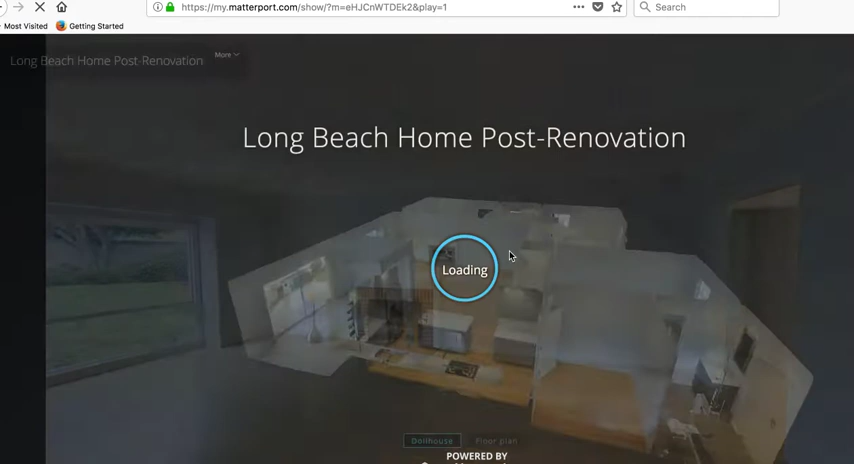 https://my.matterport.com/show/?m=eHJCnWTDEk2&play=1
Search
Most Visited
Getting Started
Long Beach Home Post-Renovation
More
Long Beach Home Post-Renovation
Loading
Dollhouse
Floor plan
POWERED BY